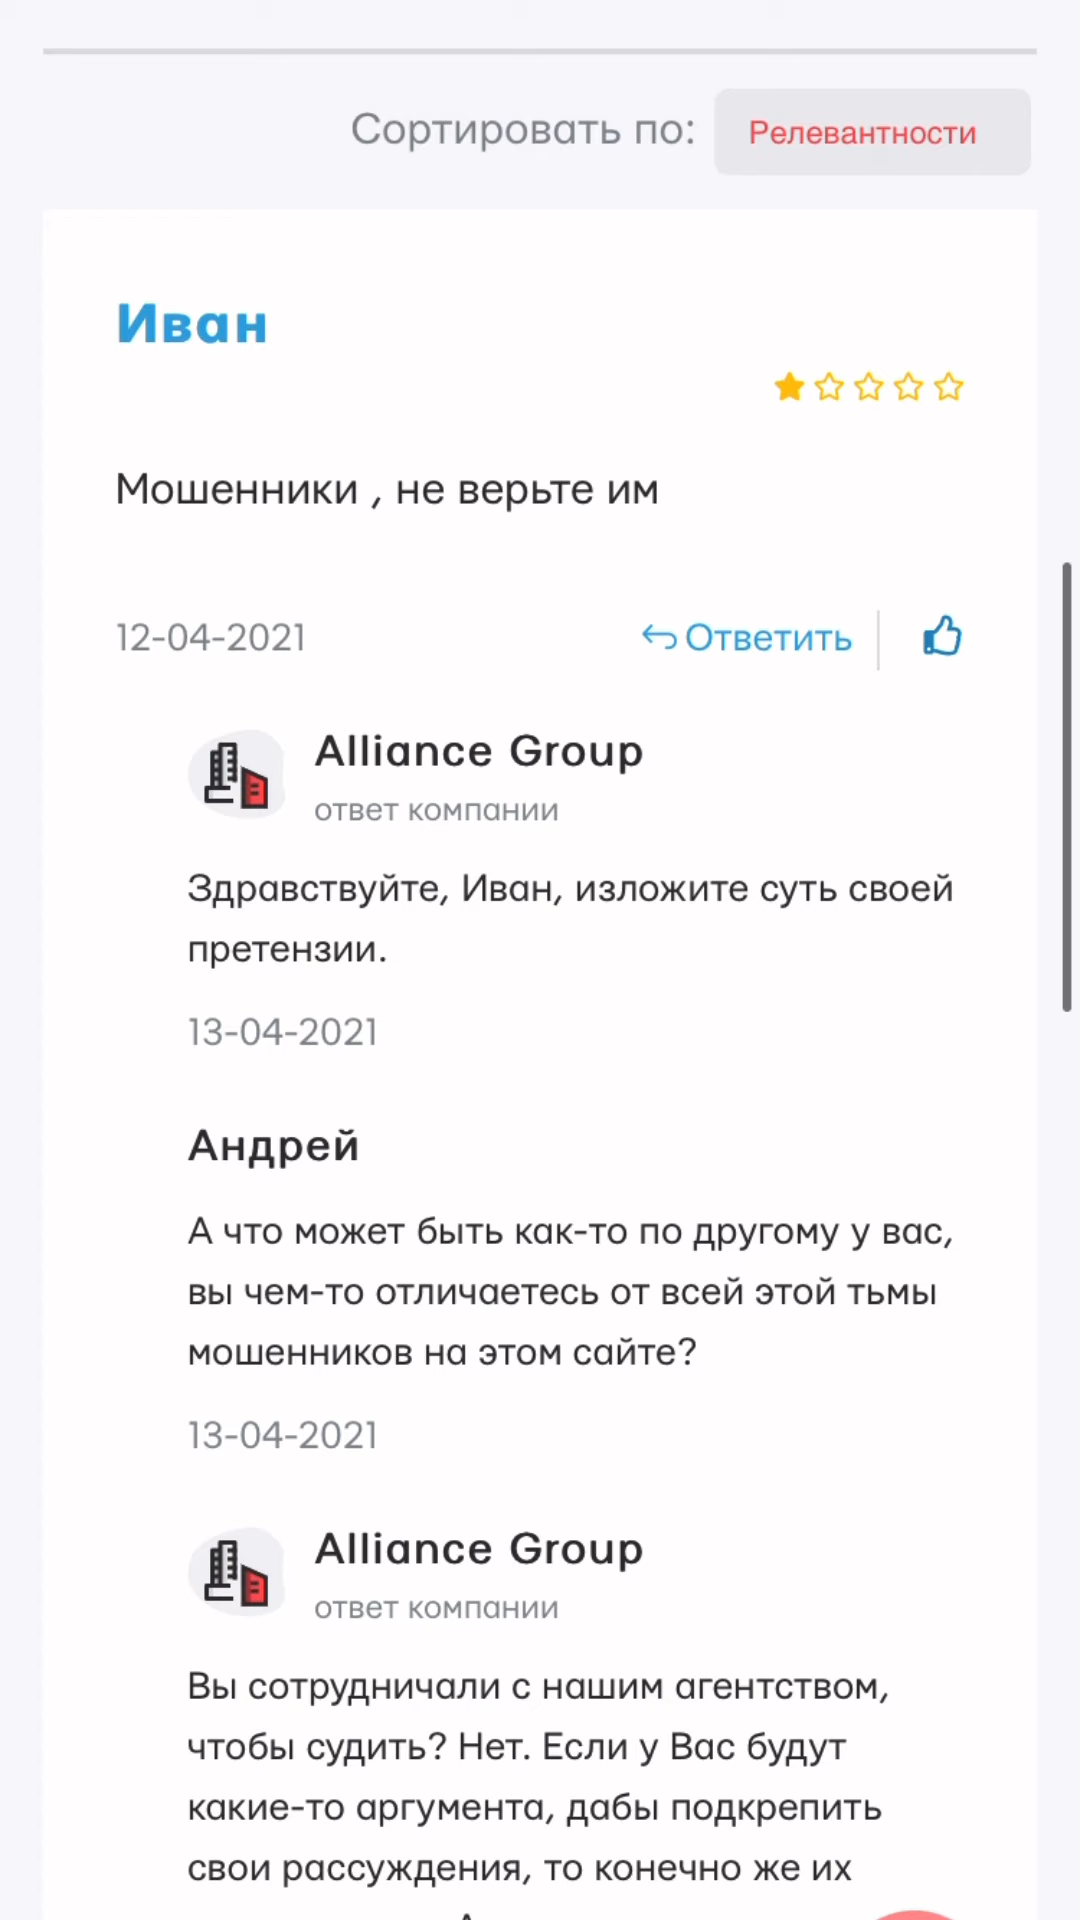 Сортировать по:
Релевантности
Иван
Мошенники , не верьте им
12-04-2021
Ответить
Alliance Group
ответ компании
Здравствуйте, Иван, изложите суть своей
претензии.
13-04-2021
Андрей
А что может быть как-то по другому у вас,
вы чем-то отличаетесь от всей этой тьмы
мошенников на этом сайте?
13-04-2021
Alliance Group
ответ компании
Вы сотрудничали с нашим агентством,
чтобы судить? Нет. Если у Вас будут
какие-то аргумента, дабы подкрепить
свои рассуждения, то конечно же их